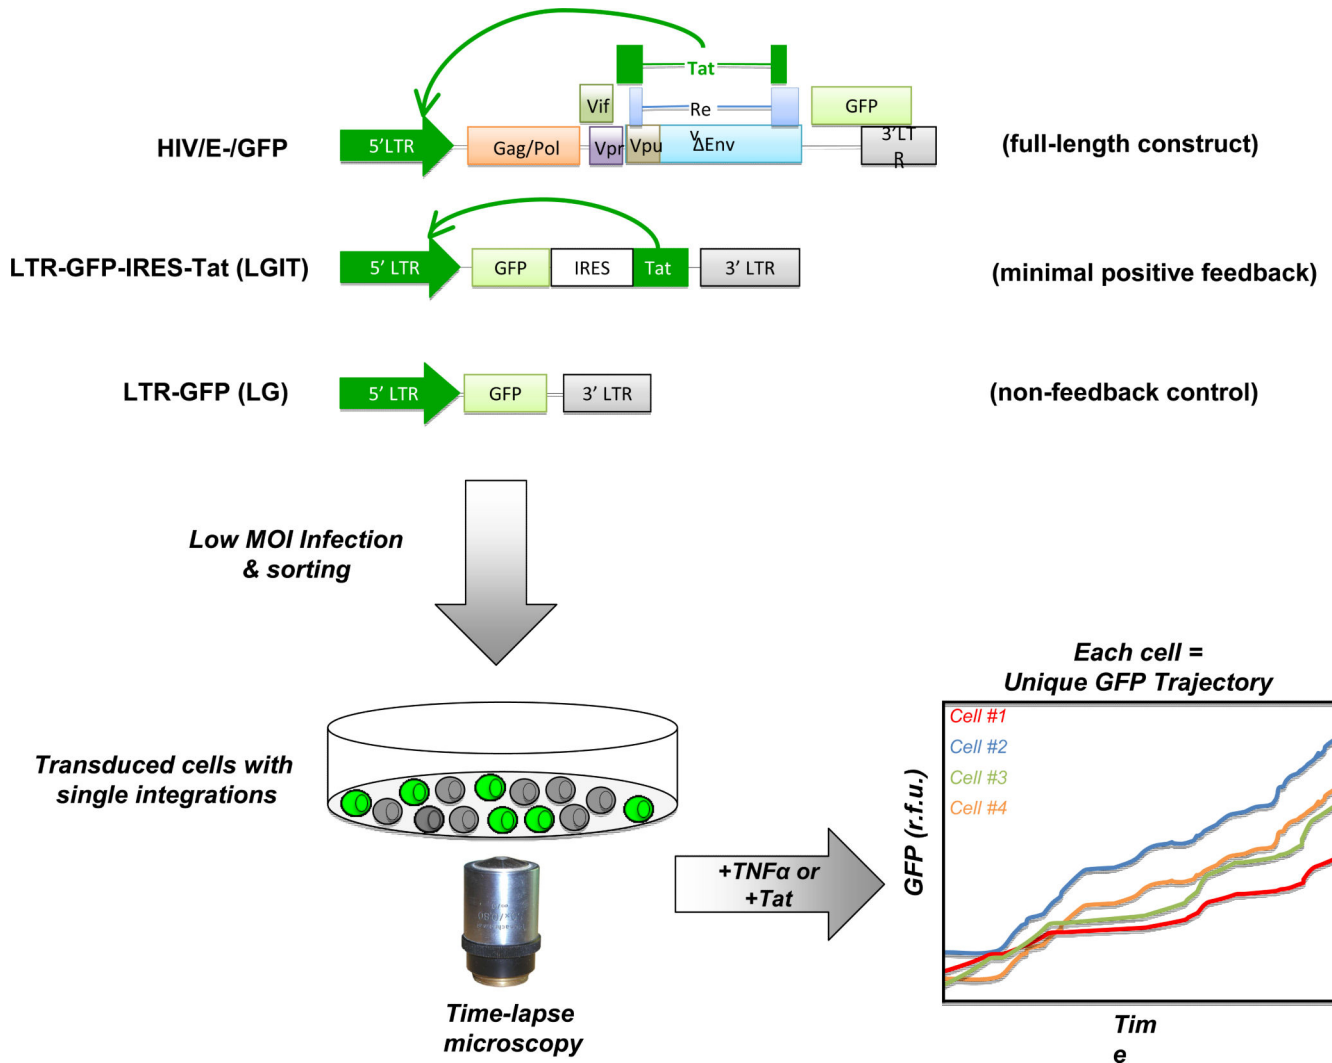 Tat
Vif
Re
v
GFP
HIV/E-/GFP
5'LTR
Gag/Pol
Vpr
Vpu
ΔEnv
3'LT
R
(full-length construct)
LTR-GFP-IRES-Tat (LGIT)
5' LTR
GFP
IRES
Tat
3' LTR
(minimal positive feedback)
LTR-GFP (LG)
5' LTR
GFP
3' LTR
(non-feedback control)
Low MOI Infection
& sorting
Transduced cells with
single integrations
Time-lapse
microscopy
+TNFα or
+Tat
Each cell =
Unique GFP Trajectory
Cell #1
Cell #2
Cell #3
Cell #4
GFP (r.f.u.)
Tim
e